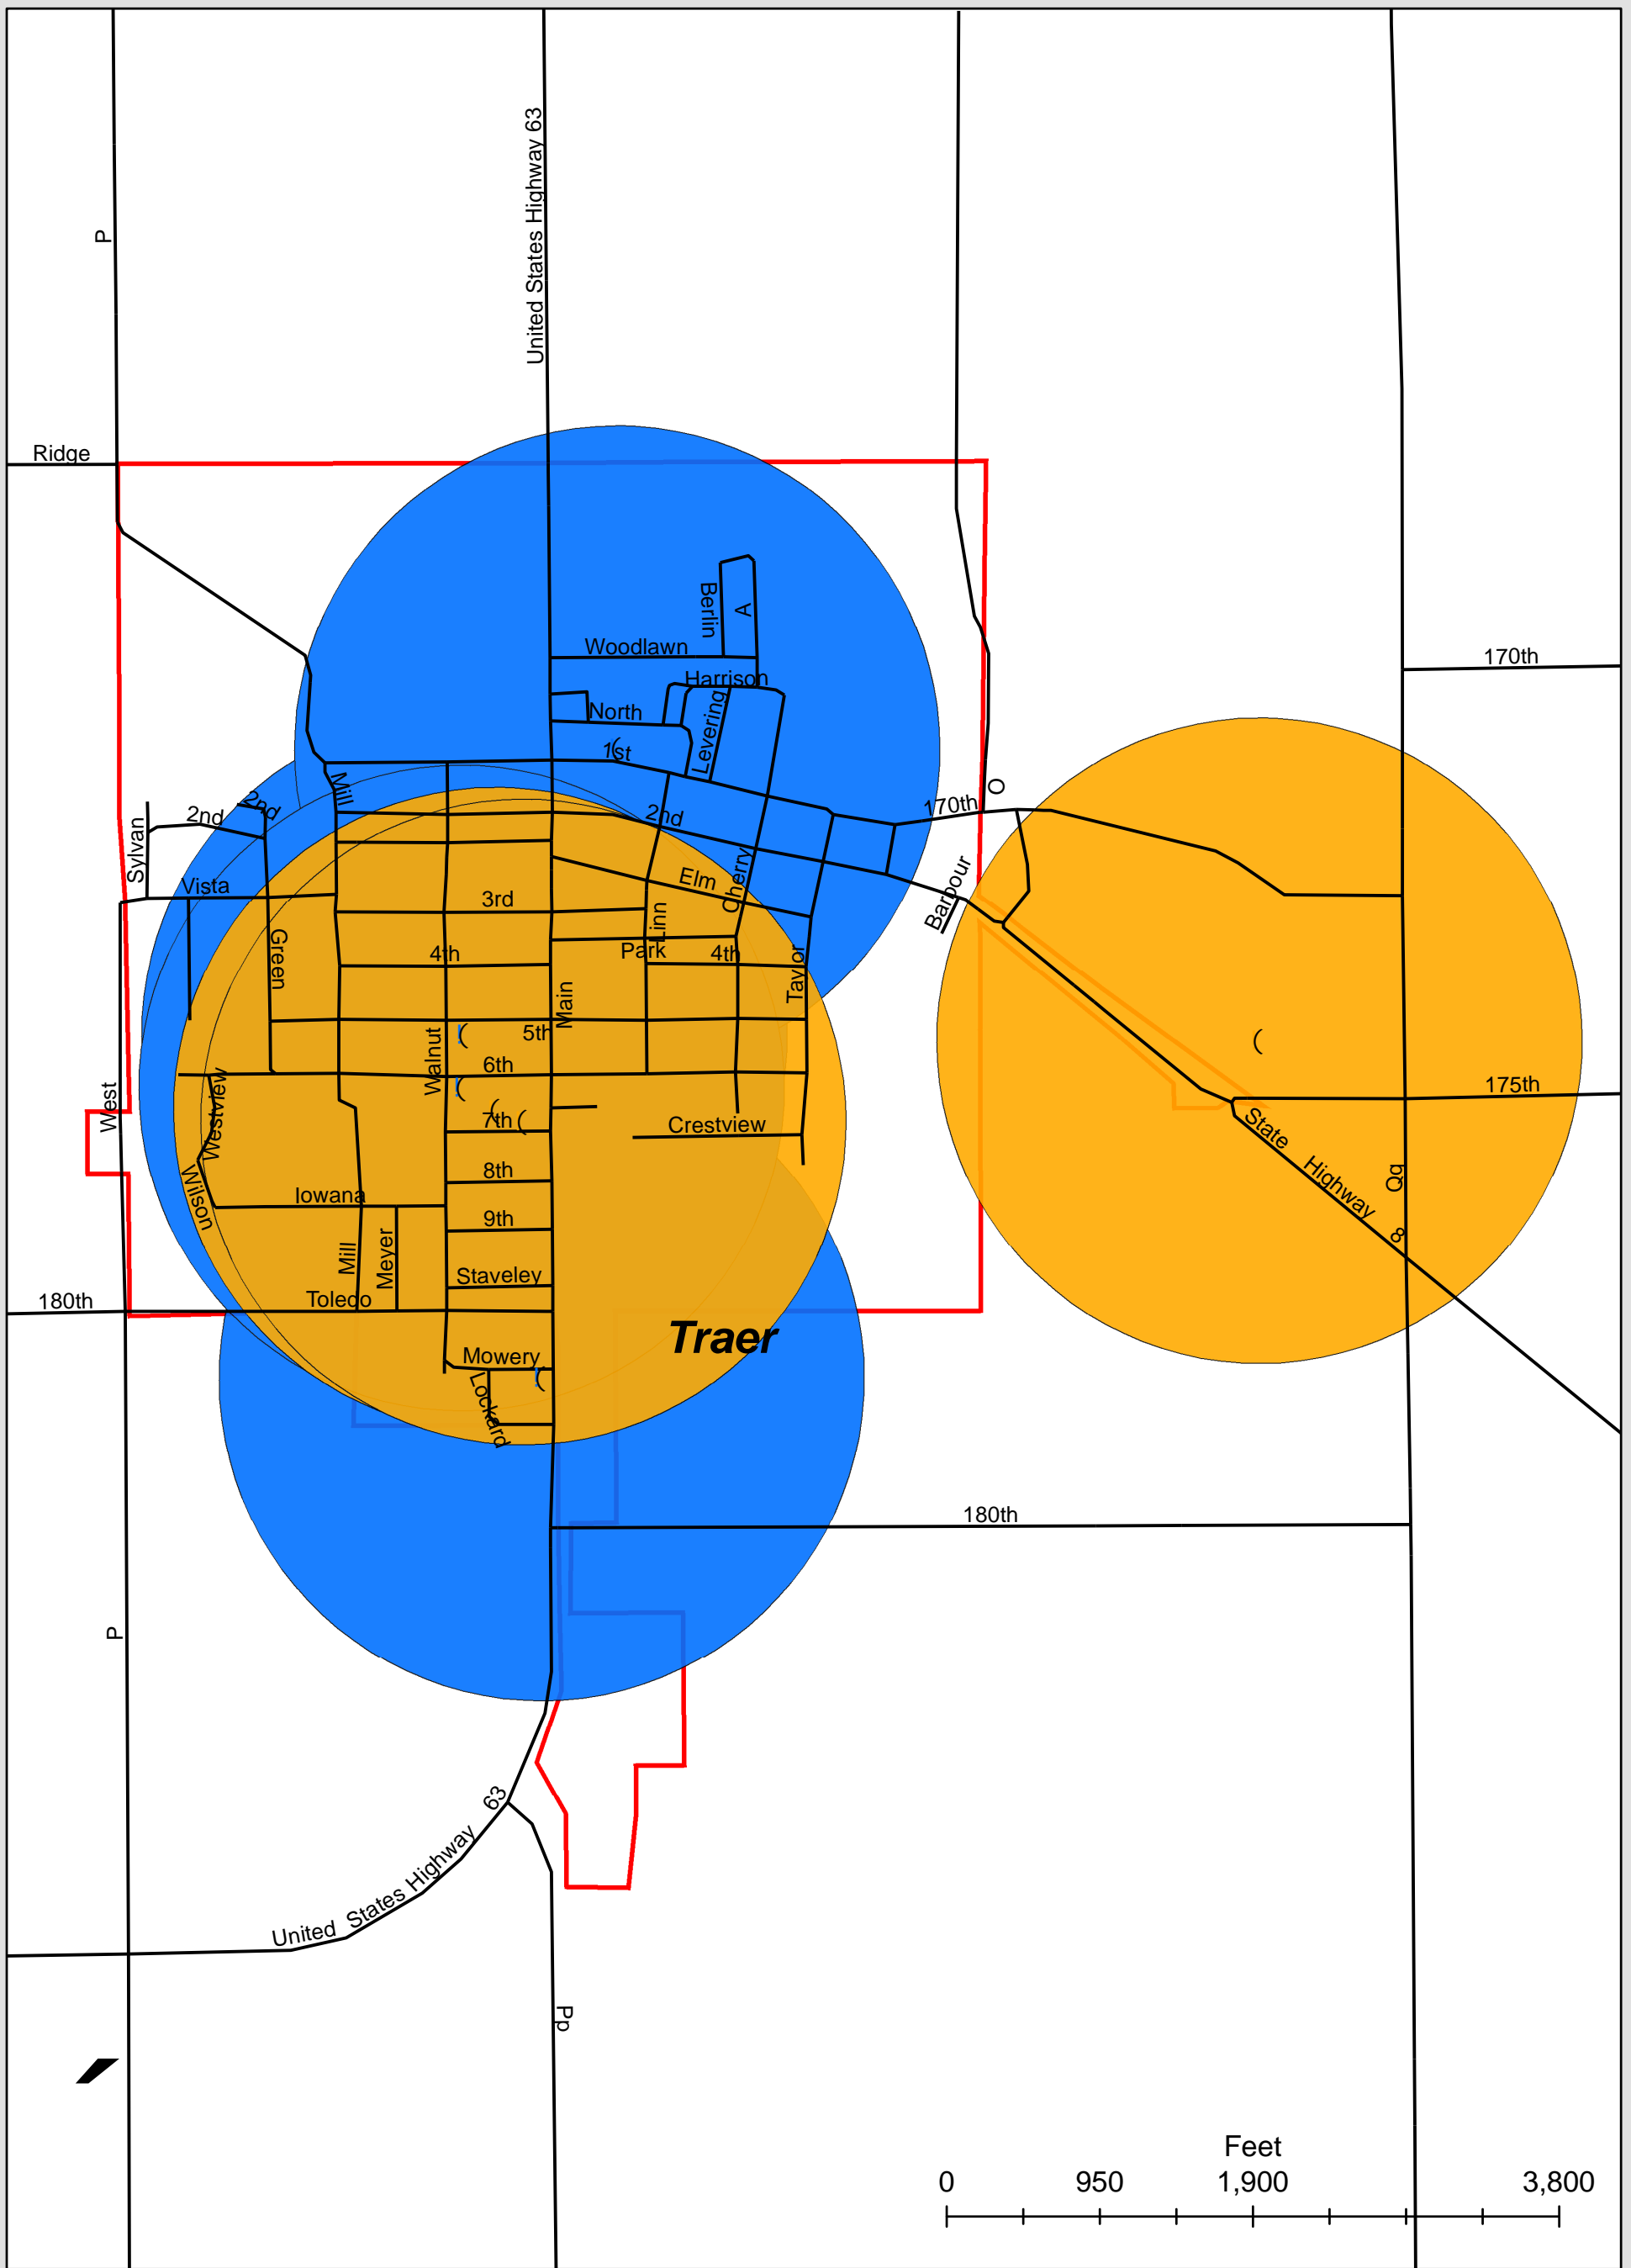 United States Highway 63
P
Ridge
Berlin
A
Woodlawn
170th
Harrison
North
Levering
1st
Mill
O
2nd
2nd
2nd
170th
Sylvan
Vista
Elm
Cherry
Barbour
3rd
Linn
Green
4th
Park
4th
Taylor
Main
5th
Walnut
6th
West
Westview
175th
7th
Crestview
State
Highway
8
8th
Qq
Wilson
Iowana
9th
Mill
Meyer
Staveley
180th
Toledo
Traer
Mowery
Lockard
180th
P
United States Highway 63
Pp
Feet
0 950 1,900 3,800